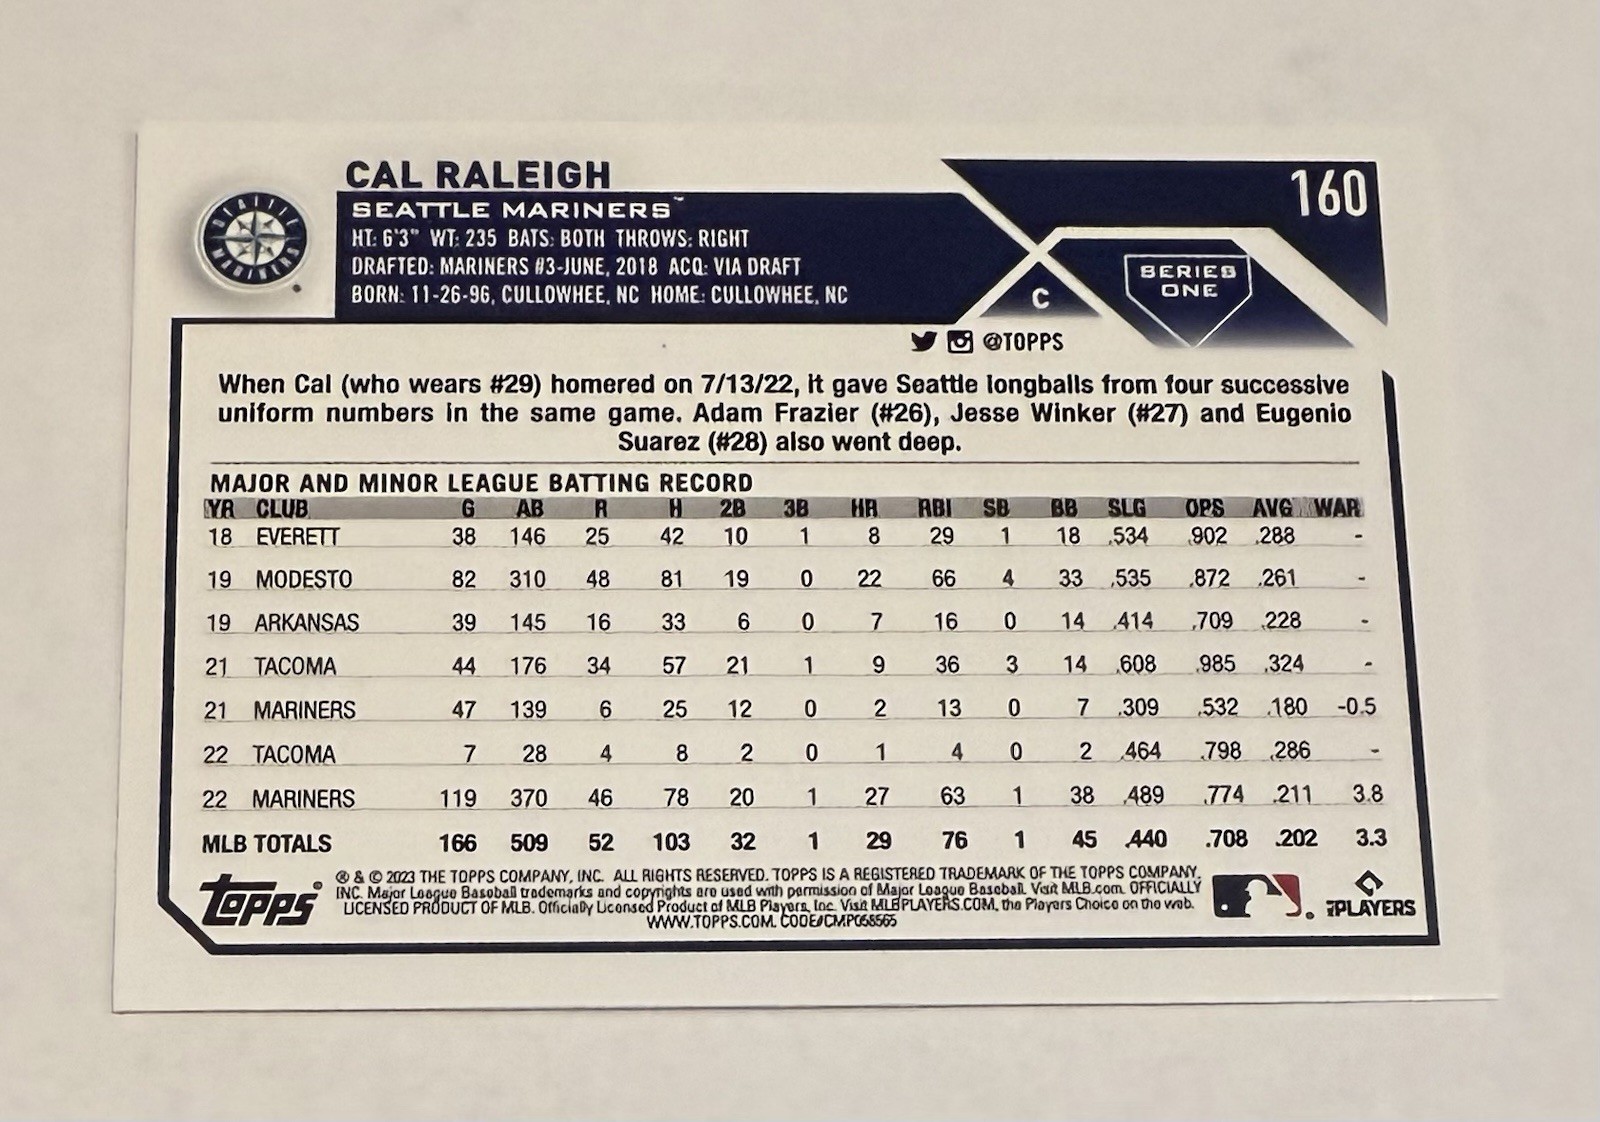 CAL RALEIGH
160
SEATTLE MARINERS™
HT: 6'3" WT: 235 BATS: BOTH THROWS: RIGHT
DRAFTED: MARINERS #3-JUNE, 2018 ACQ: VIA DRAFT
BORN: 11-26-96, CULLOWHEE, NC HOME: CULLOWHEE, NC
C
SERIES
ONE
SEATTLE MARINERS
@TOPPS
When Cal (who wears #29) homered on 7/13/22, it gave Seattle longballs from four successive
uniform numbers in the same game. Adam Frazier (#26), Jesse Winker (#27) and Eugenio
Suarez (#28) also went deep.
MAJOR AND MINOR LEAGUE BATTING RECORD
YR CLUB G AB R H 2B 3B HR RBI SB BB SLG OPS AVG WAR
18 EVERETT 38 146 25 42 10 1 8 29 1 18 .534 .902 .288 -
19 MODESTO 82 310 48 81 19 0 22 66 4 33 .535 .872 .261 -
19 ARKANSAS 39 145 16 33 6 0 7 16 0 14 .414 .709 .228 -
21 TACOMA 44 176 34 57 21 1 9 36 3 14 .608 .985 .324 -
21 MARINERS 47 139 6 25 12 0 2 13 0 7 .309 .532 .180 -0.5
22 TACOMA 7 28 4 8 2 0 1 4 0 2 .464 .798 .286 -
22 MARINERS 119 370 46 78 20 1 27 63 1 38 .489 .774 .211 3.8
MLB TOTALS 166 509 52 103 32 1 29 76 1 45 .440 .708 .202 3.3
Topps®
® & © 2023 THE TOPPS COMPANY, INC. ALL RIGHTS RESERVED. TOPPS IS A REGISTERED TRADEMARK OF THE TOPPS COMPANY,
INC. Major League Baseball trademarks and copyrights are used with permission of Major League Baseball. Visit MLB.com. OFFICIALLY
LICENSED PRODUCT OF MLB. Officially Licensed Product of MLB Players, Inc. Visit MLBPLAYERS.COM, the Players Choice on the web.
WWW.TOPPS.COM. CODE#CMP058565
PLAYERS